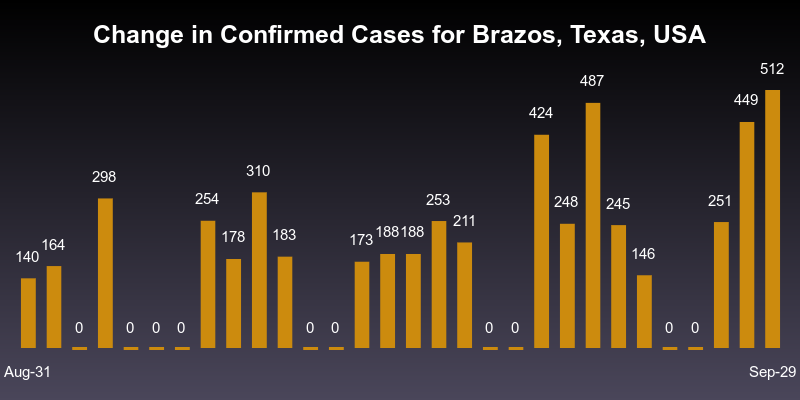 Change in Confirmed Cases for Brazos, Texas, USA
140 164 0 298 0 0 0 254 178 310 183 0 0 173 188 188 253 211 0 0 424 248 487 245 146 0 0 251 449 512
Aug-31 Sep-29